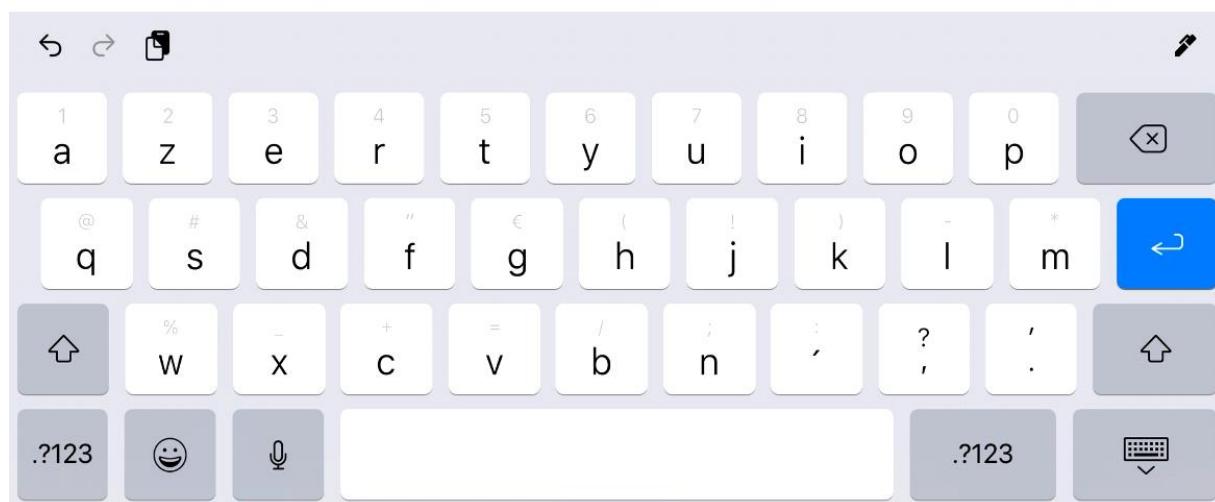 1 2 3 4 5 6 7 8 9 0
a z e r t y u i o p
@ # & " € ( ! ) - *
q s d f g h j k l m
% _ + = / ; : ? '
w x c v b n ´ , .
.?123 .?123